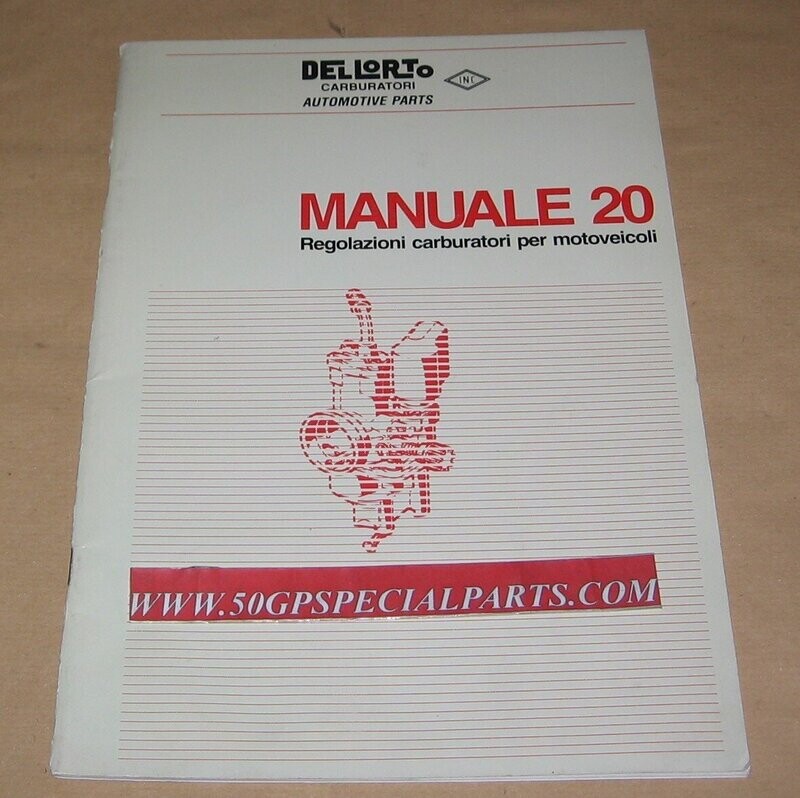 DELLORTO
INC
CARBURATORI
AUTOMOTIVE PARTS
MANUALE 20
Regolazioni carburatori per motoveicoli
WWW.50GPSPECIALPARTS.COM